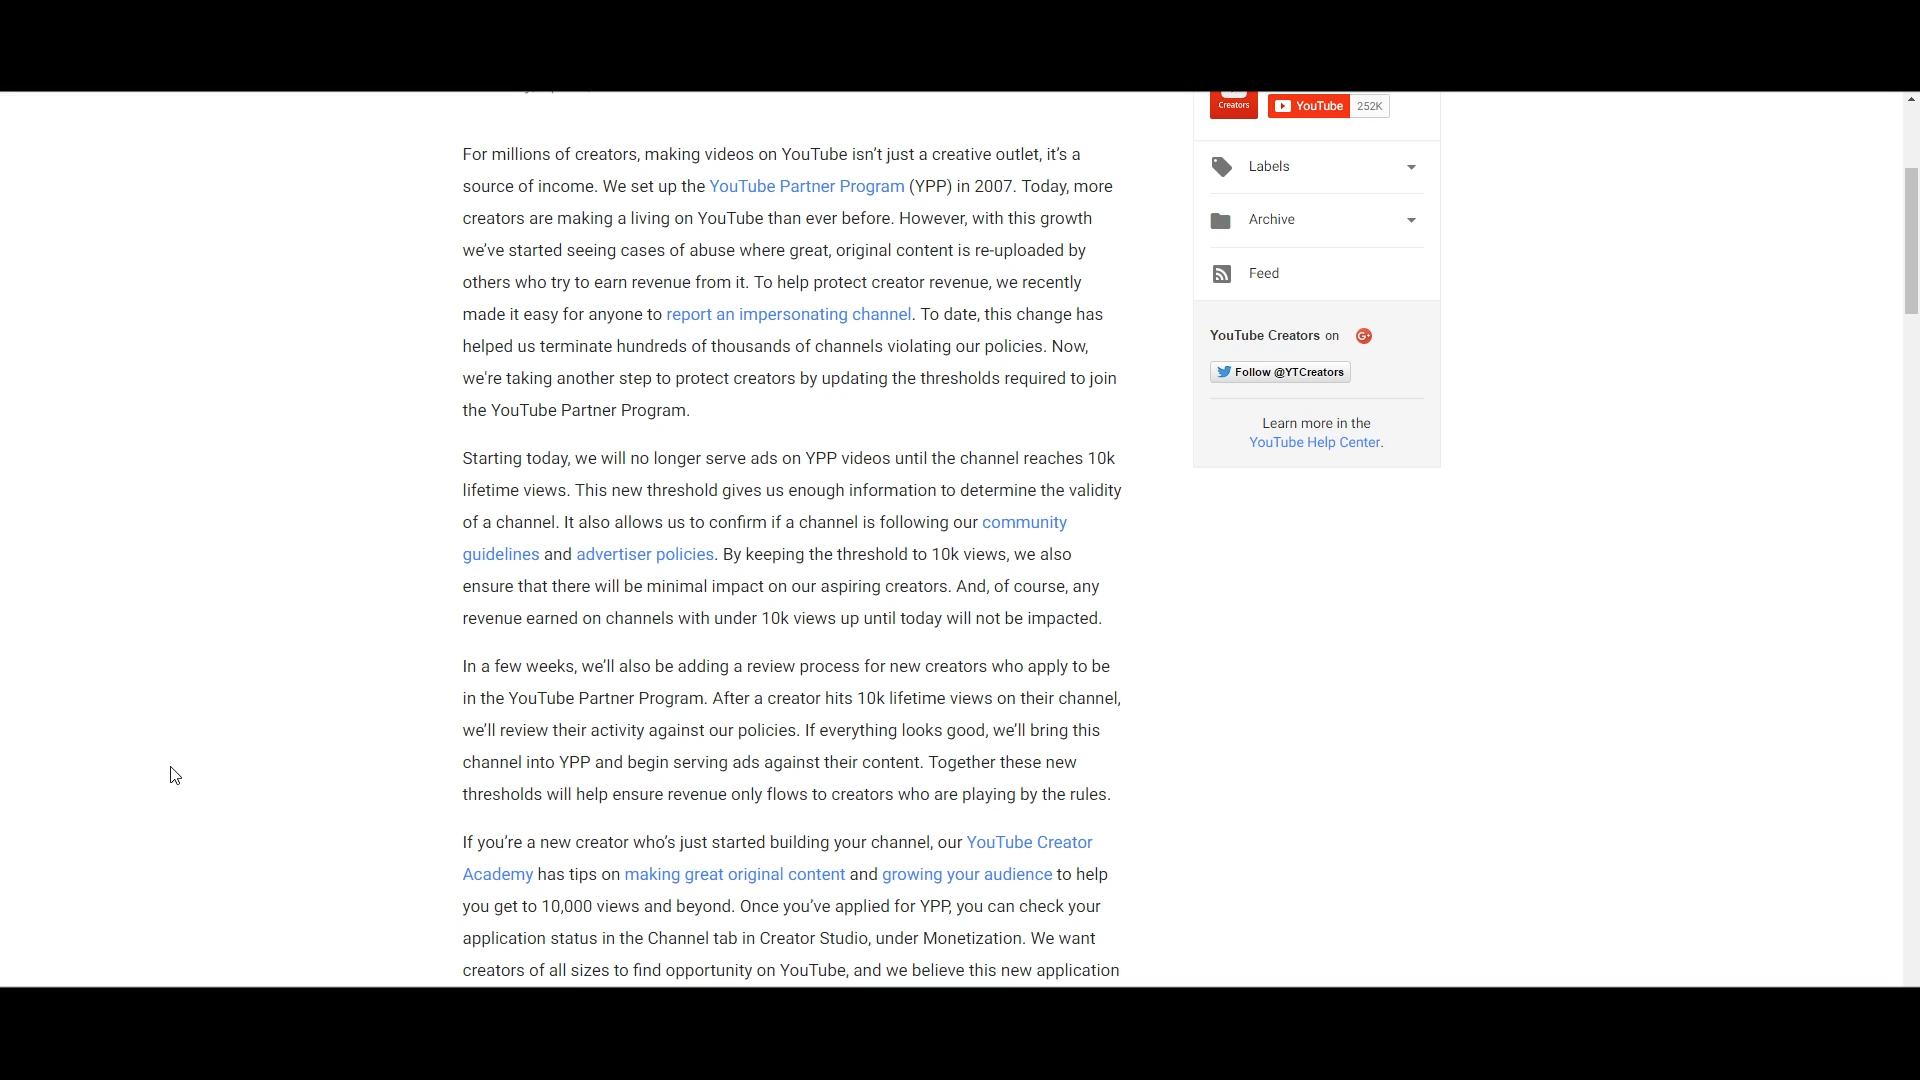 For millions of creators, making videos on YouTube isn’t just a creative outlet, it’s a
source of income. We set up the YouTube Partner Program (YPP) in 2007. Today, more
creators are making a living on YouTube than ever before. However, with this growth
we’ve started seeing cases of abuse where great, original content is re-uploaded by
others who try to earn revenue from it. To help protect creator revenue, we recently
made it easy for anyone to report an impersonating channel. To date, this change has
helped us terminate hundreds of thousands of channels violating our policies. Now,
we're taking another step to protect creators by updating the thresholds required to join
the YouTube Partner Program.
Starting today, we will no longer serve ads on YPP videos until the channel reaches 10k
lifetime views. This new threshold gives us enough information to determine the validity
of a channel. It also allows us to confirm if a channel is following our community
guidelines and advertiser policies. By keeping the threshold to 10k views, we also
ensure that there will be minimal impact on our aspiring creators. And, of course, any
revenue earned on channels with under 10k views up until today will not be impacted.
In a few weeks, we’ll also be adding a review process for new creators who apply to be
in the YouTube Partner Program. After a creator hits 10k lifetime views on their channel,
we’ll review their activity against our policies. If everything looks good, we’ll bring this
channel into YPP and begin serving ads against their content. Together these new
thresholds will help ensure revenue only flows to creators who are playing by the rules.
If you’re a new creator who’s just started building your channel, our YouTube Creator
Academy has tips on making great original content and growing your audience to help
you get to 10,000 views and beyond. Once you’ve applied for YPP, you can check your
application status in the Channel tab in Creator Studio, under Monetization. We want
creators of all sizes to find opportunity on YouTube, and we believe this new application
Creators
YouTube 252K
Labels
Archive
Feed
YouTube Creators on G+
Follow @YTCreators
Learn more in the
YouTube Help Center.